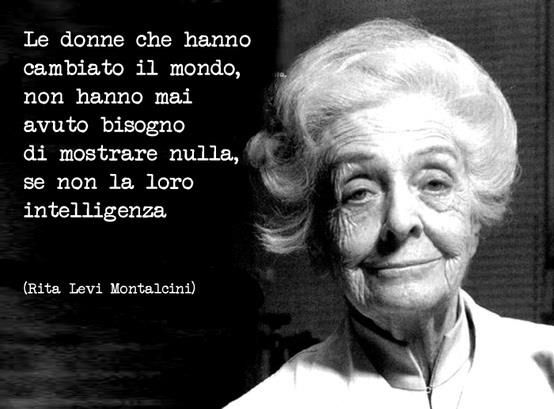 Le donne che hanno
cambiato il mondo,
non hanno mai
avuto bisogno
di mostrare nulla,
se non la loro
intelligenza
(Rita Levi Montalcini)